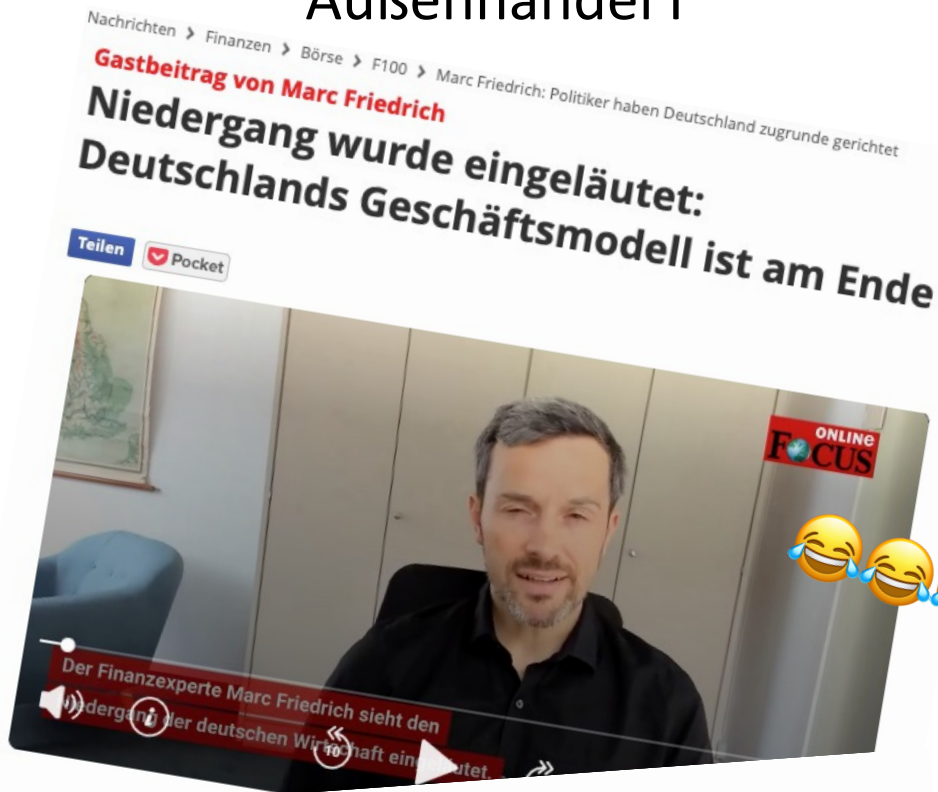 Nachrichten > Finanzen > Börse > F100 > Marc Friedrich: Politiker haben Deutschland zugrunde gerichtet
Gastbeitrag von Marc Friedrich
Niedergang wurde eingeläutet:
Deutschlands Geschäftsmodell ist am Ende
Teilen
Pocket
ONLINE
FOCUS
Der Finanzexperte Marc Friedrich sieht den
Niedergang der deutschen Wirtschaft eingeläutet.
10